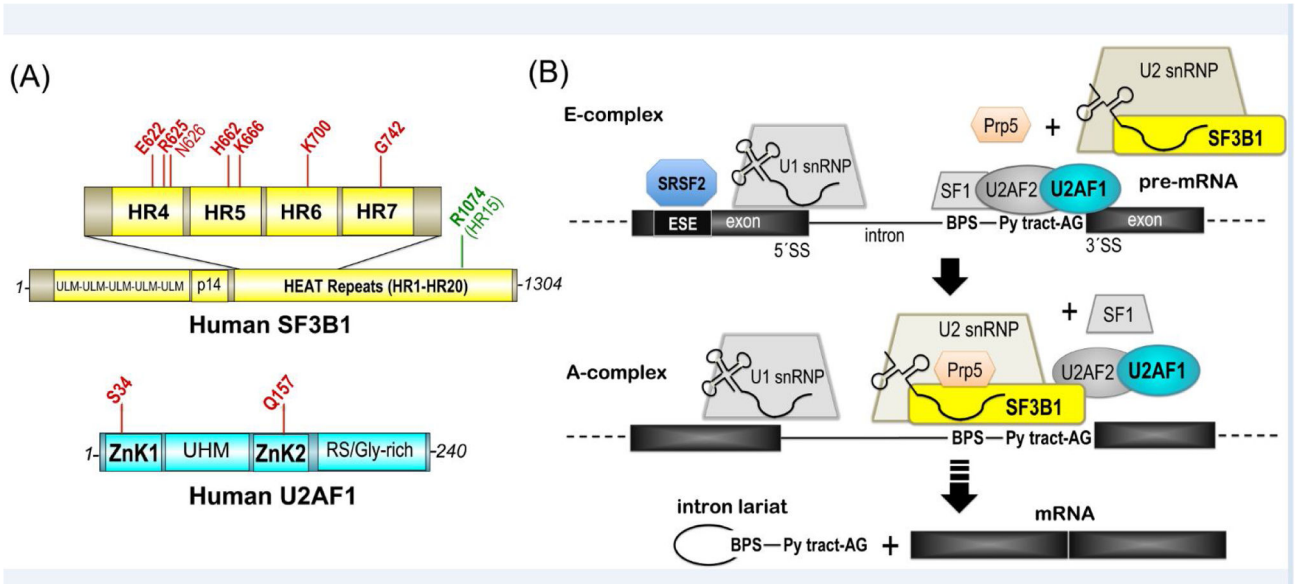 (A)
E622
R625
N626
H662
K666
K700
G742
HR4
HR5
HR6
HR7
R1074
(HR15)
1-
ULM-ULM-ULM-ULM-ULM
p14
HEAT Repeats (HR1-HR20)
-1304
Human SF3B1
S34
Q157
1-
ZnK1
UHM
ZnK2
RS/Gly-rich
-240
Human U2AF1
(B)
E-complex
U2 snRNP
Prp5
+
SF3B1
SRSF2
U1 snRNP
SF1
U2AF2
U2AF1
pre-mRNA
ESE
exon
BPS—Py tract-AG
exon
5´SS
intron
3´SS
+
SF1
U2 snRNP
A-complex
U1 snRNP
Prp5
U2AF2
U2AF1
SF3B1
BPS—Py tract-AG
intron lariat
mRNA
BPS—Py tract-AG
+